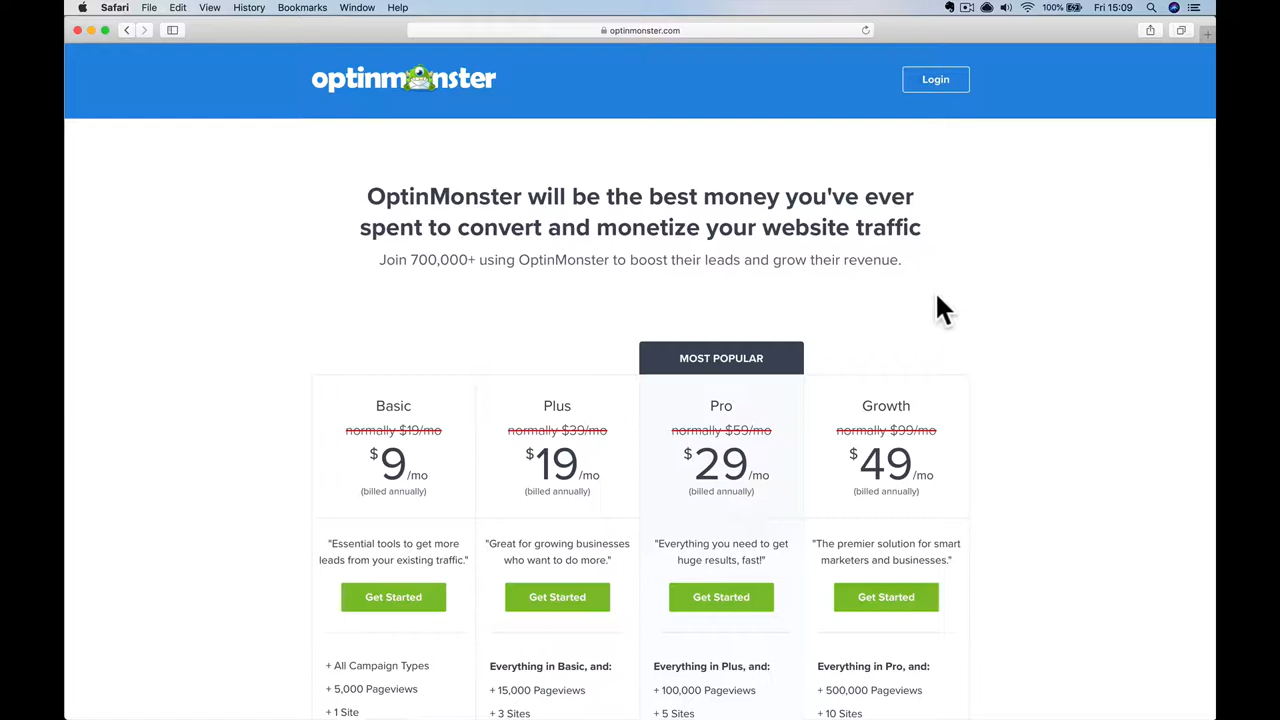 Safari File Edit View History Bookmarks Window Help 100% Fri 15:09
optinmonster.com
optinmonster Login
OptinMonster will be the best money you've ever
spent to convert and monetize your website traffic
Join 700,000+ using OptinMonster to boost their leads and grow their revenue.
MOST POPULAR
Basic Plus Pro Growth
normally $19/mo normally $39/mo normally $59/mo normally $99/mo
$9/mo $19/mo $29/mo $49/mo
(billed annually) (billed annually) (billed annually) (billed annually)
"Essential tools to get more "Great for growing businesses "Everything you need to get "The premier solution for smart
leads from your existing traffic." who want to do more." huge results, fast!" marketers and businesses."
Get Started Get Started Get Started Get Started
+ All Campaign Types Everything in Basic, and: Everything in Plus, and: Everything in Pro, and:
+ 5,000 Pageviews + 15,000 Pageviews + 100,000 Pageviews + 500,000 Pageviews
+ 1 Site + 3 Sites + 5 Sites + 10 Sites